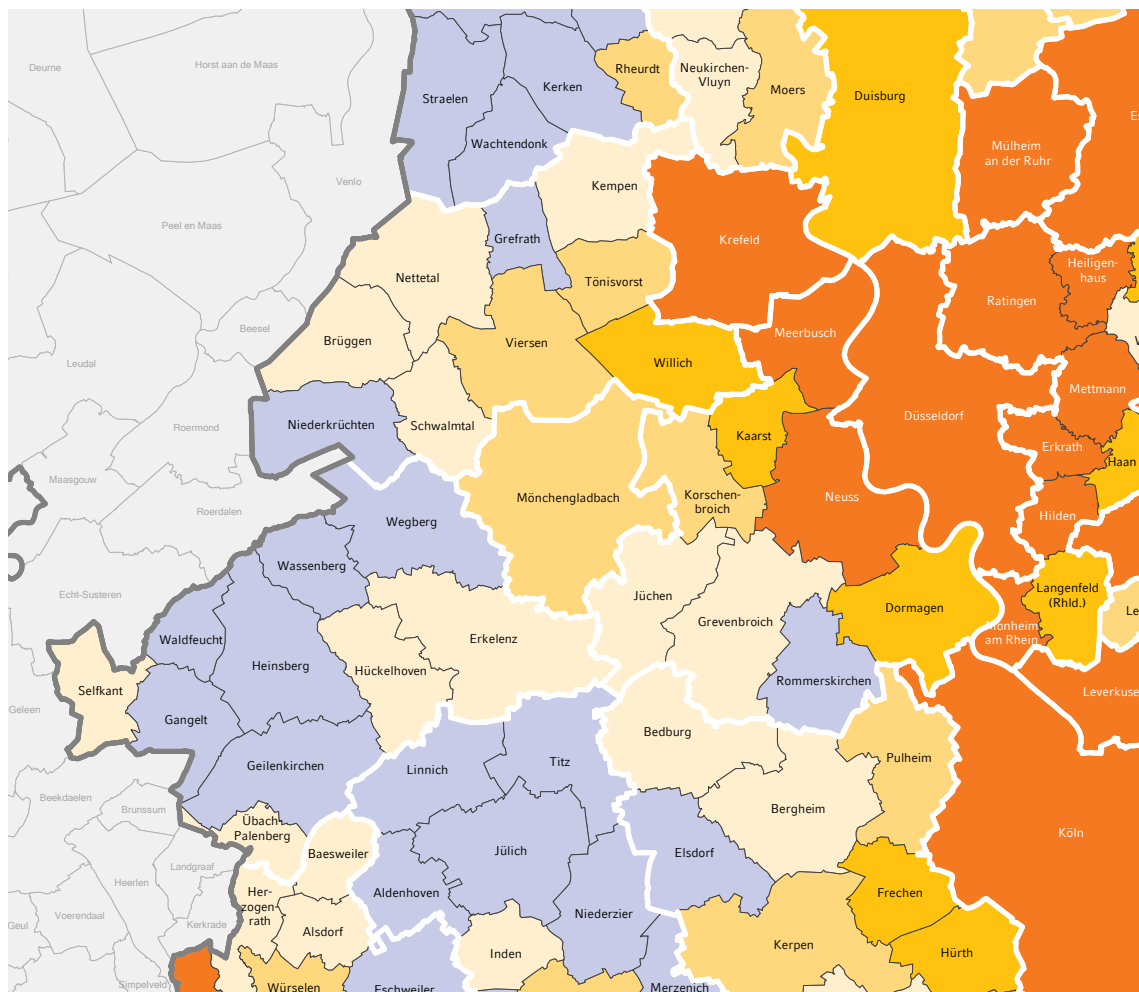 Deurne
Horst aan de Maas
Straelen
Kerken
Rheurdt
Neukirchen-
Vluyn
Moers
Duisburg
Wachtendonk
Mülheim
an der Ruhr
Venlo
Kempen
Peel en Maas
Grefrath
Krefeld
Nettetal
Tönisvorst
Heiligen-
haus
Ratingen
Beesel
Brüggen
Viersen
Meerbusch
Leudal
Willich
Mettmann
Roermond
Niederkrüchten
Schwalmtal
Kaarst
Düsseldorf
Erkrath
Haan
Maasgouw
Mönchengladbach
Korschen-
broich
Neuss
Roerdalen
Wegberg
Hilden
Wassenberg
Echt-Susteren
Jüchen
Langenfeld
(Rhld.)
Dormagen
Le
Waldfeucht
Erkelenz
Grevenbroich
Monheim
am Rhein
Heinsberg
Hückelhoven
Selfkant
Rommerskirchen
Leverkuse
Geleen
Gangelt
Bedburg
Geilenkirchen
Linnich
Titz
Pulheim
Beekdaelen
Brunssum
Bergheim
Übach-
Palenberg
Köln
Baesweiler
Jülich
Elsdorf
Landgraaf
Heerlen
Her-
zogen-
rath
Aldenhoven
Frechen
Voerendaal
Niederzier
Geul
Kerkrade
Alsdorf
Inden
Kerpen
Hürth
Simpelveld
Würselen
Eschweiler
Merzenich